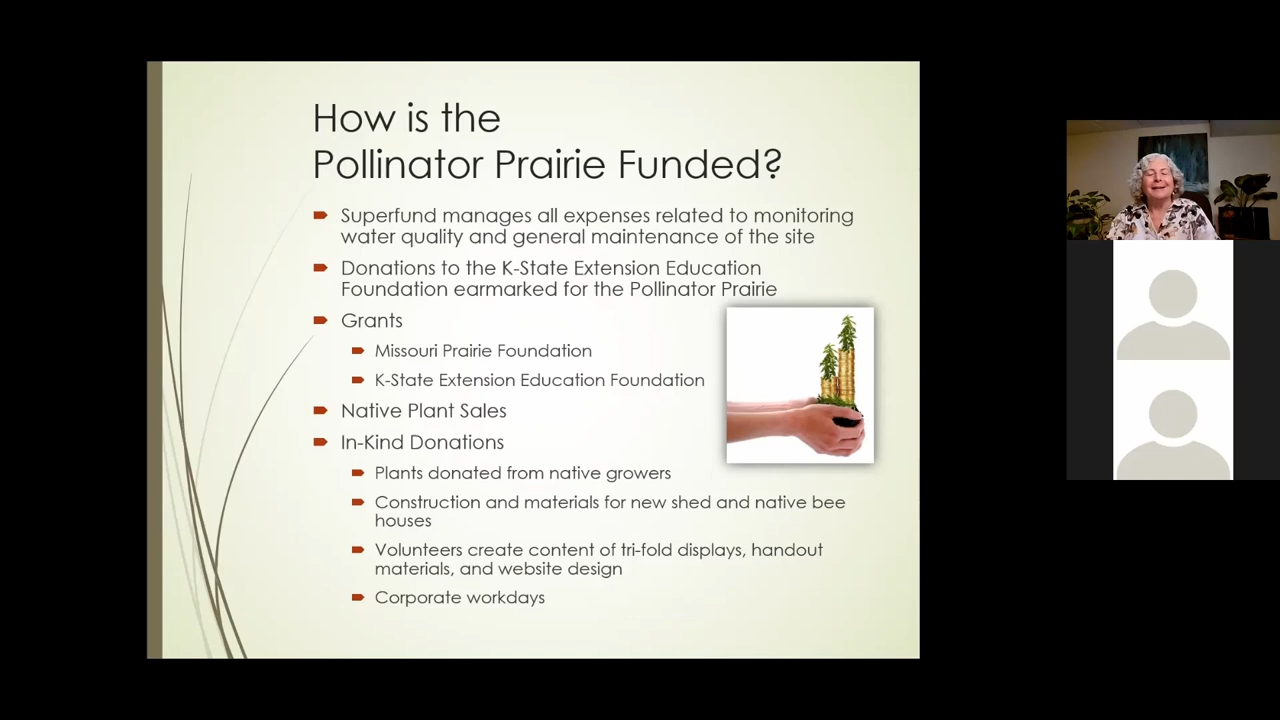 How is the
Pollinator Prairie Funded?
Superfund manages all expenses related to monitoring
water quality and general maintenance of the site
Donations to the K-State Extension Education
Foundation earmarked for the Pollinator Prairie
Grants
Missouri Prairie Foundation
K-State Extension Education Foundation
Native Plant Sales
In-Kind Donations
Plants donated from native growers
Construction and materials for new shed and native bee
houses
Volunteers create content of tri-fold displays, handout
materials, and website design
Corporate workdays